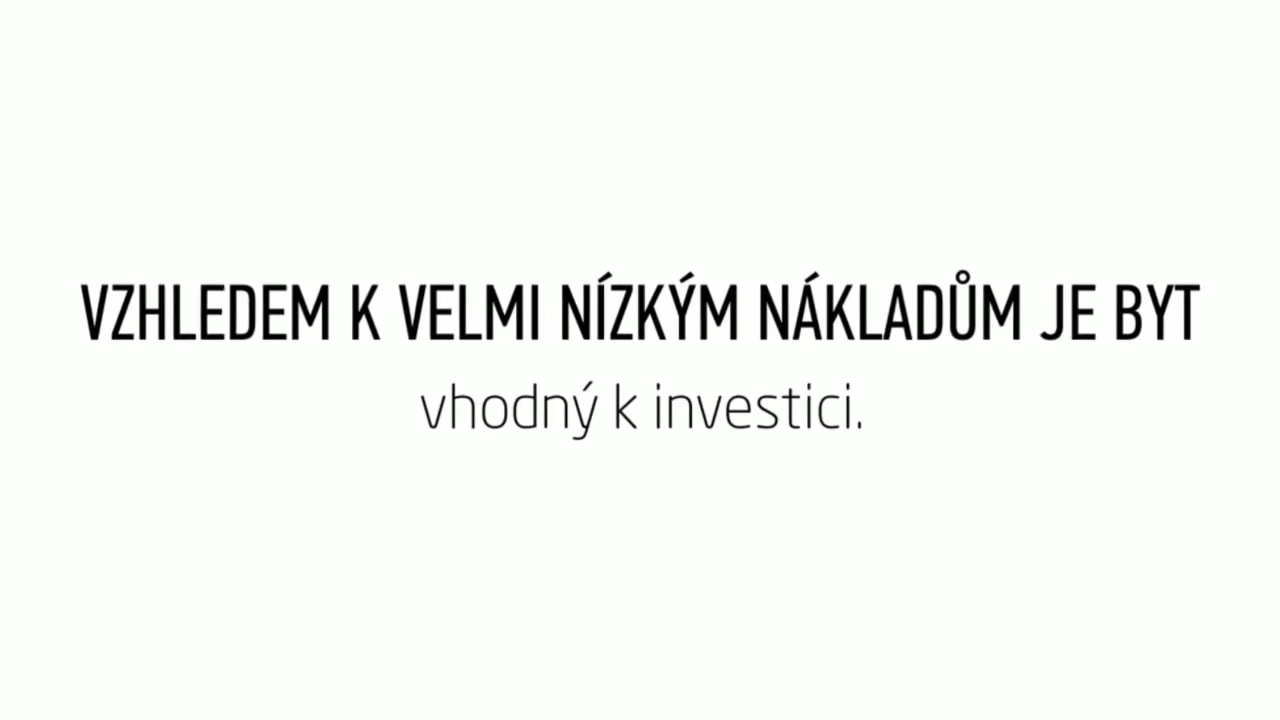 VZHLEDEM K VELMI NÍZKÝM NÁKLADŮM JE BYT
vhodný k investici.